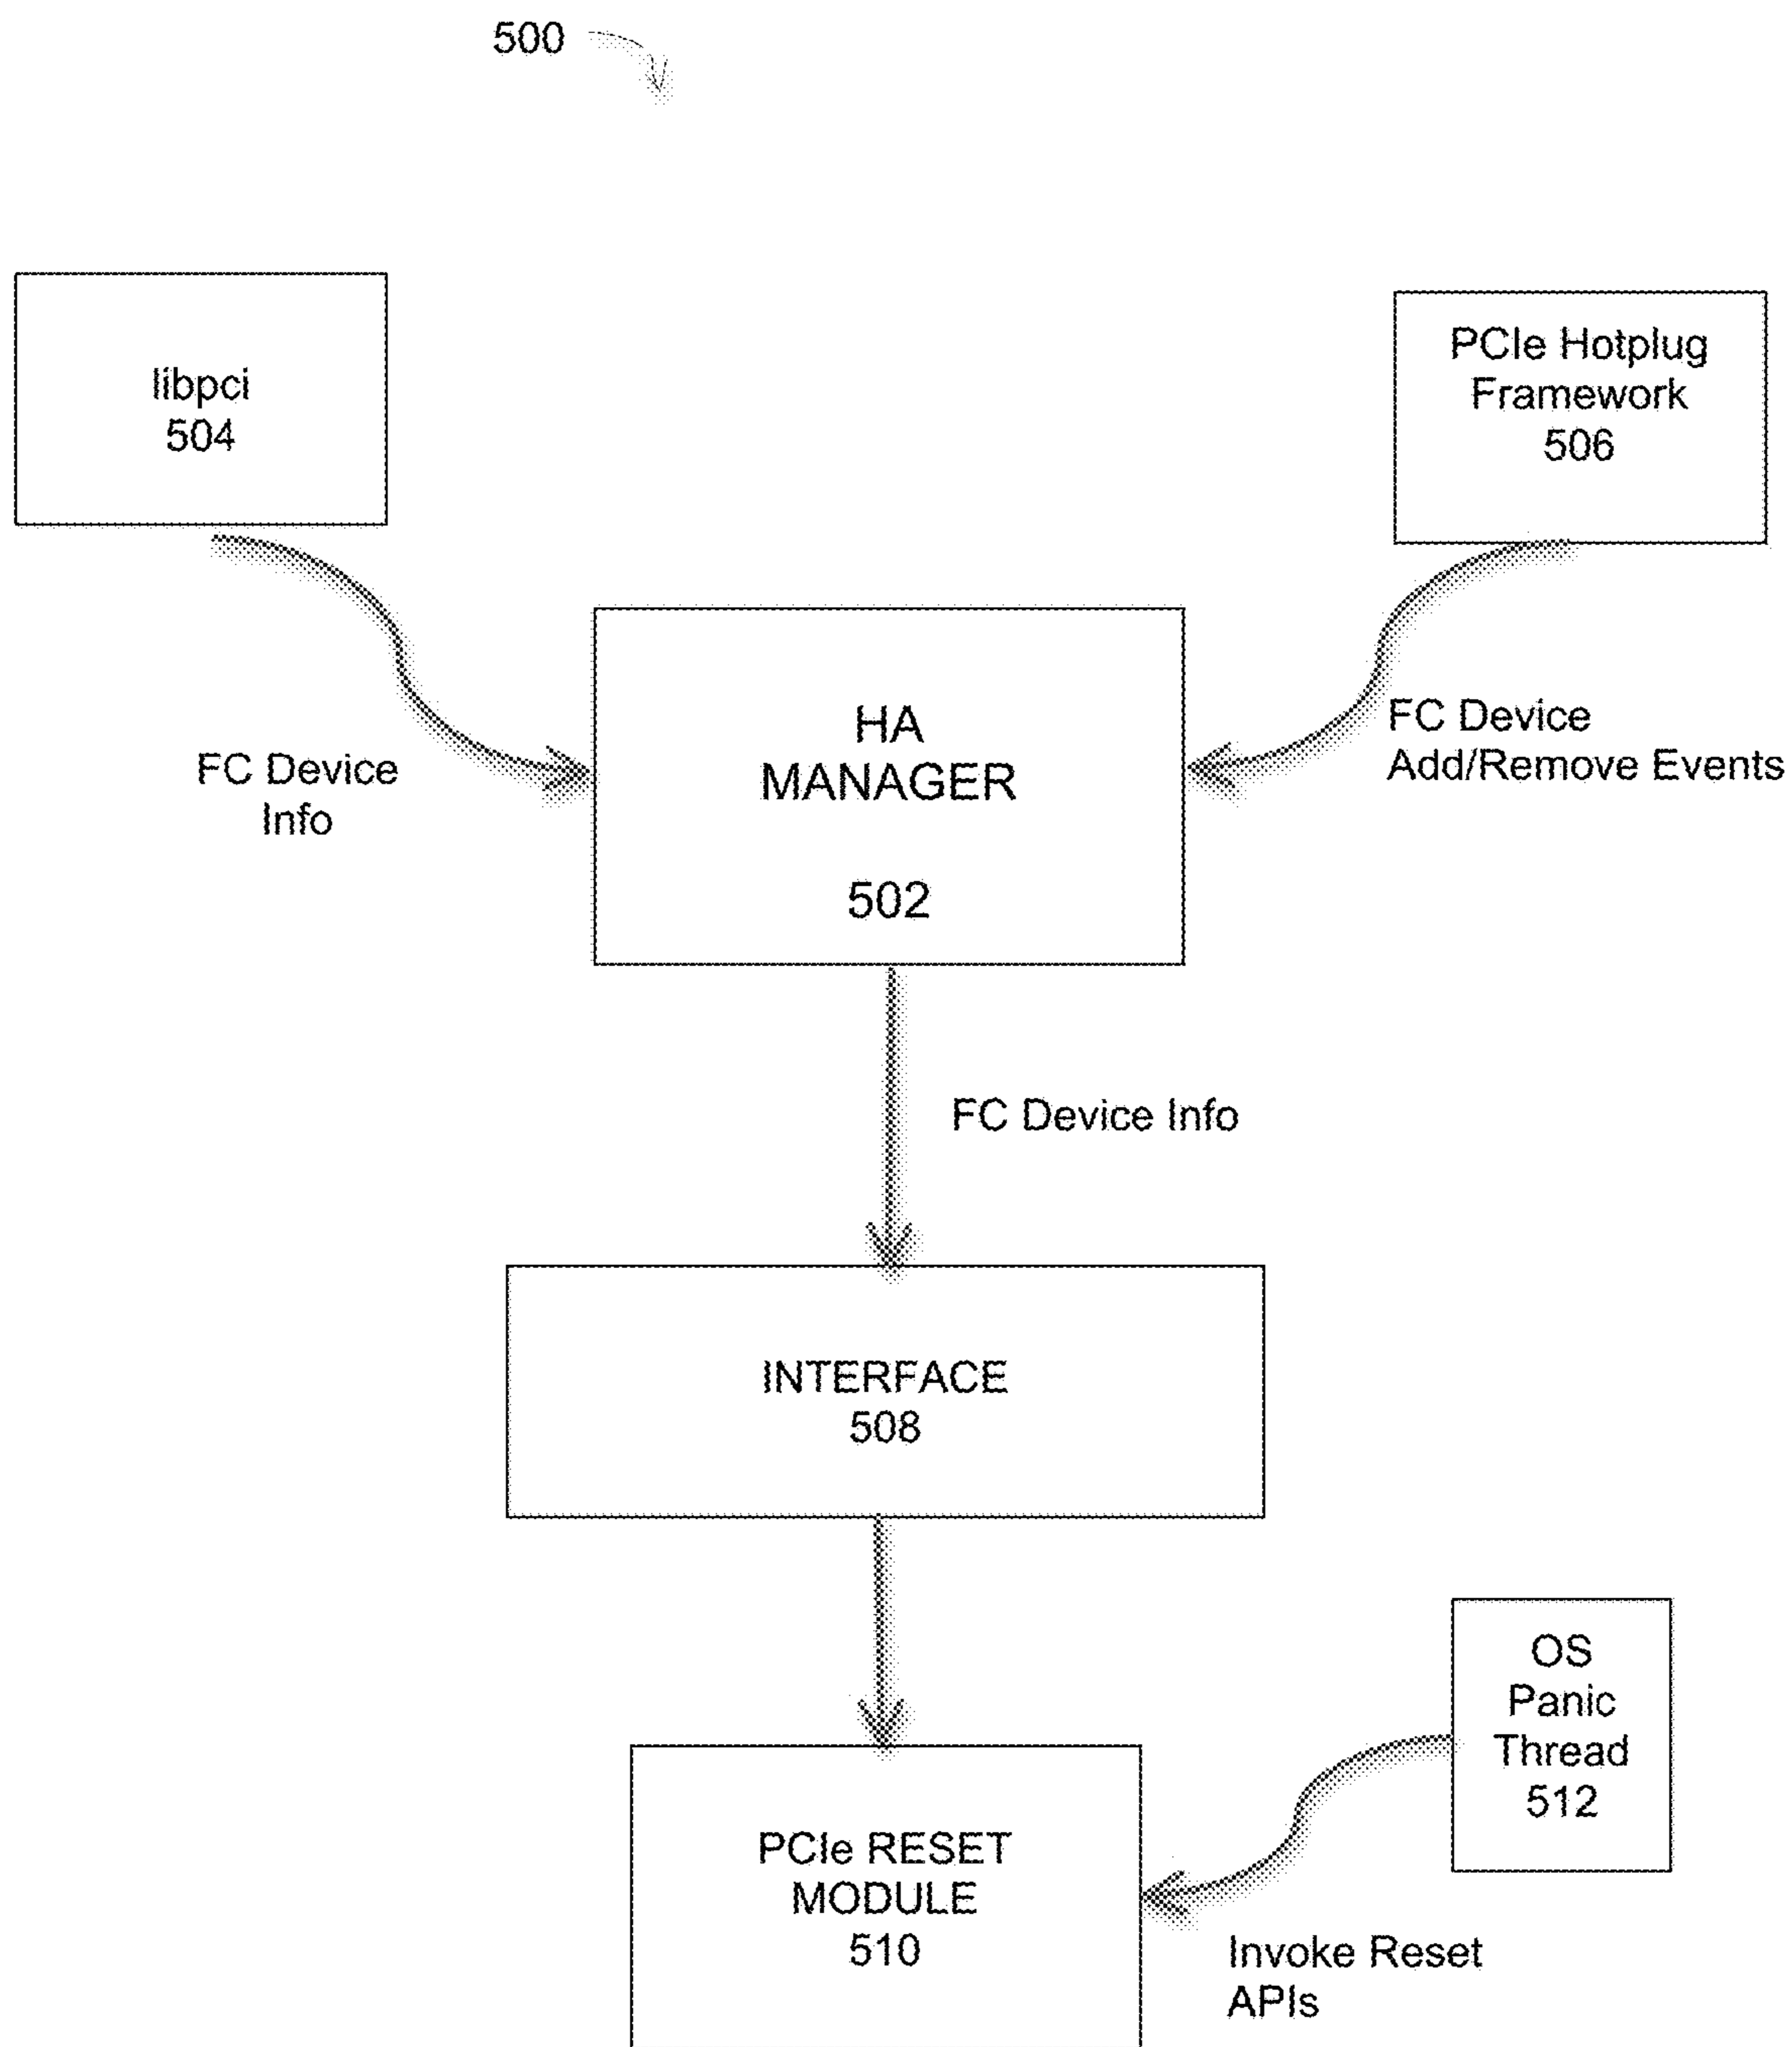 500
libpci
504
PCIe Hotplug
Framework
506
HA
MANAGER
502
FC Device
Info
FC Device
Add/Remove Events
FC Device Info
INTERFACE
508
OS
Panic
Thread
512
PCIe RESET
MODULE
510
Invoke Reset
APIs